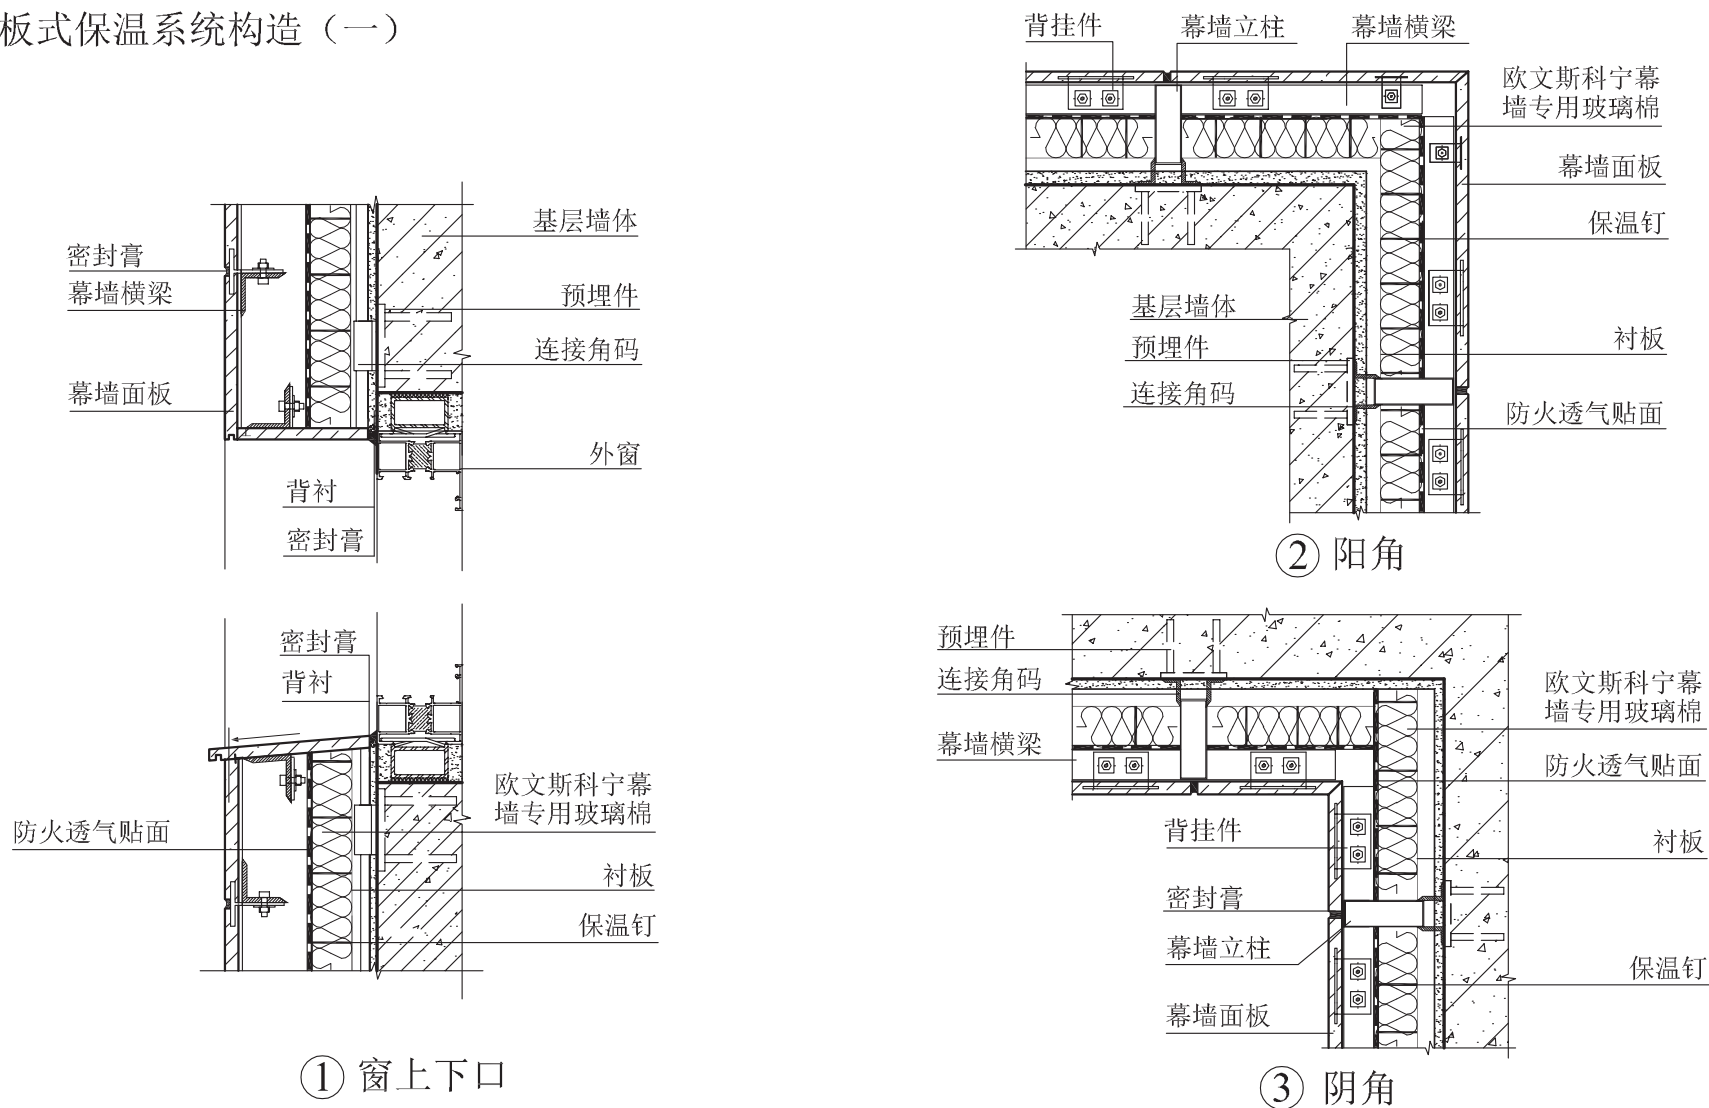 板式保温系统构造（一）
密封膏
幕墙横梁
幕墙面板
基层墙体
预埋件
连接角码
外窗
背衬
密封膏
密封膏
背衬
防火透气贴面
欧文斯科宁幕
墙专用玻璃棉
衬板
保温钉
① 窗上下口
背挂件
幕墙立柱
幕墙横梁
欧文斯科宁幕
墙专用玻璃棉
幕墙面板
保温钉
衬板
防火透气贴面
基层墙体
预埋件
连接角码
② 阳角
预埋件
连接角码
幕墙横梁
背挂件
密封膏
幕墙立柱
幕墙面板
欧文斯科宁幕
墙专用玻璃棉
防火透气贴面
衬板
保温钉
③ 阴角